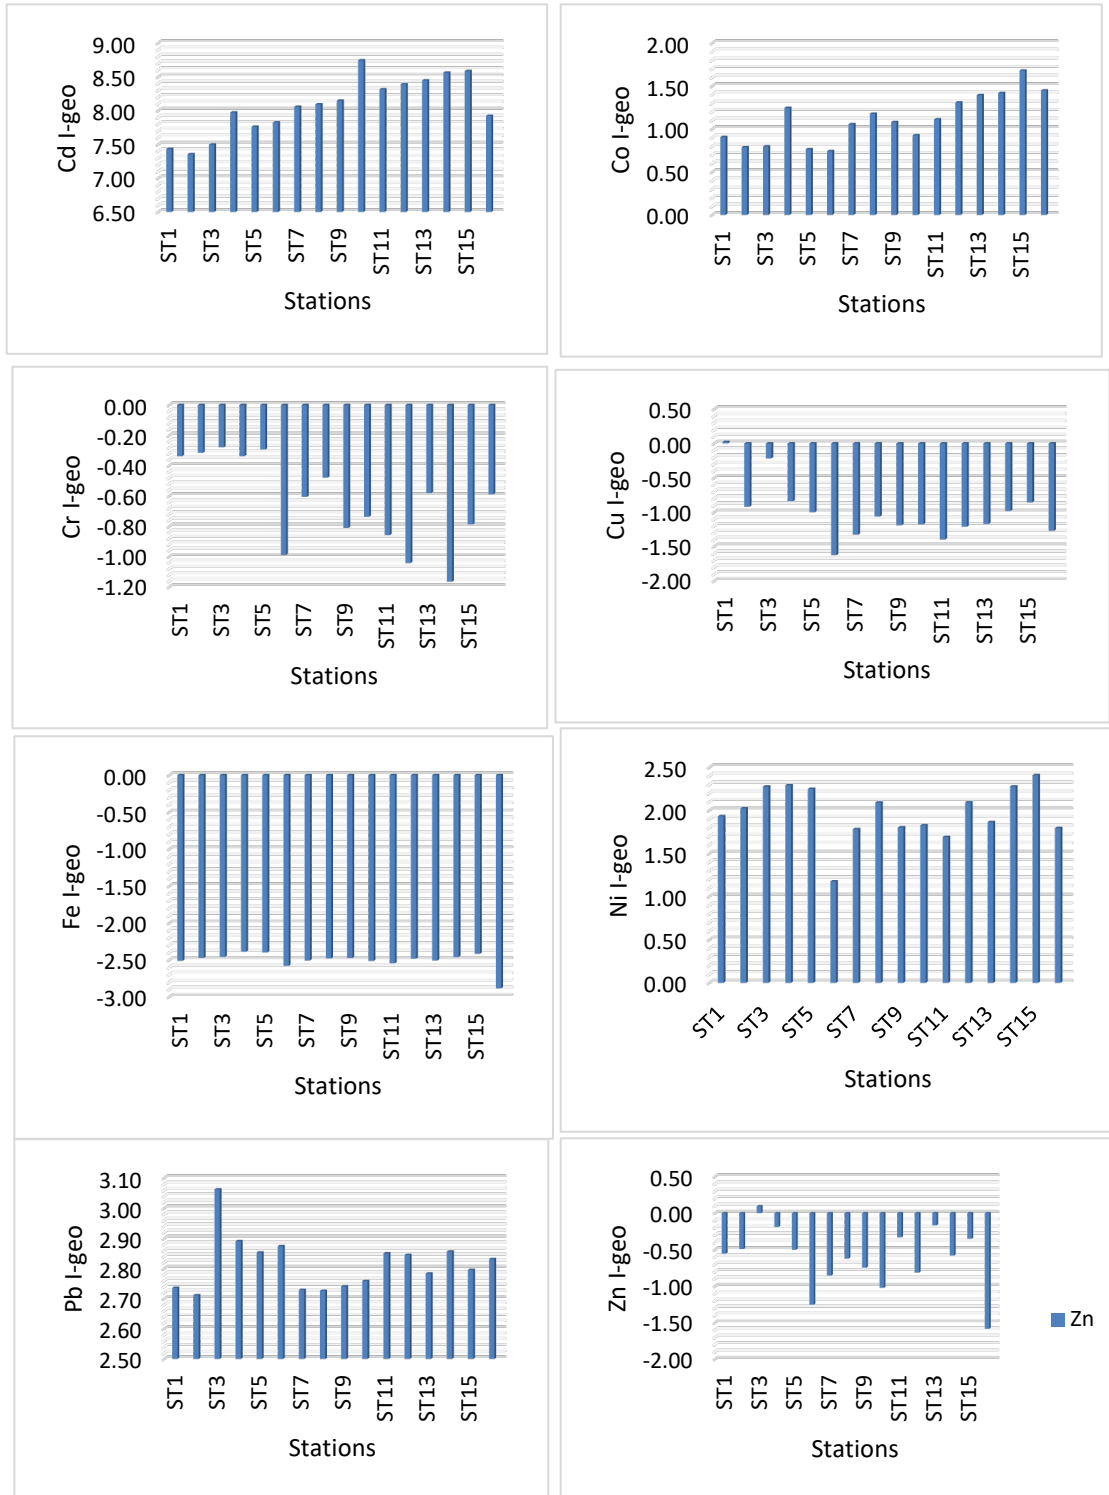 Cd I-geo
9.00
8.50
8.00
7.50
7.00
6.50
ST1
ST3
ST5
ST7
ST9
ST11
ST13
ST15
Stations
Co I-geo
2.00
1.50
1.00
0.50
0.00
ST1
ST3
ST5
ST7
ST9
ST11
ST13
ST15
Stations
Cr I-geo
0.00
-0.20
-0.40
-0.60
-0.80
-1.00
-1.20
ST1
ST3
ST5
ST7
ST9
ST11
ST13
ST15
Stations
Cu I-geo
0.50
0.00
-0.50
-1.00
-1.50
-2.00
ST1
ST3
ST5
ST7
ST9
ST11
ST13
ST15
Stations
Fe I-geo
0.00
-0.50
-1.00
-1.50
-2.00
-2.50
-3.00
ST1
ST3
ST5
ST7
ST9
ST11
ST13
ST15
Stations
Ni I-geo
2.50
2.00
1.50
1.00
0.50
0.00
ST1
ST3
ST5
ST7
ST9
ST11
ST13
ST15
Stations
Pb I-geo
3.10
3.00
2.90
2.80
2.70
2.60
2.50
ST1
ST3
ST5
ST7
ST9
ST11
ST13
ST15
Stations
Zn I-geo
0.50
0.00
-0.50
-1.00
-1.50
-2.00
ST1
ST3
ST5
ST7
ST9
ST11
ST13
ST15
Stations
Zn